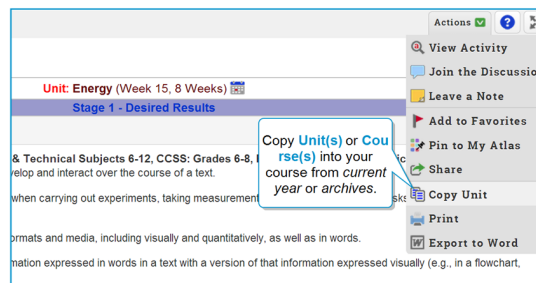 Actions
View Activity
Join the Discussio
Leave a Note
Add to Favorites
Pin to My Atlas
Share
Copy Unit
Print
Export to Word
Unit: Energy (Week 15, 8 Weeks)
Stage 1 - Desired Results
Copy Unit(s) or Cou
rse(s) into your
course from current
year or archives.
& Technical Subjects 6-12, CCSS: Grades 6-8,
velop and interact over the course of a text.
when carrying out experiments, taking measurement
ormats and media, including visually and quantitatively, as well as in words.
mation expressed in words in a text with a version of that information expressed visually (e.g., in a flowchart,